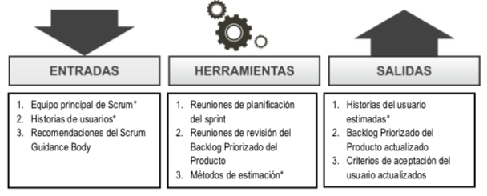 ENTRADAS
1. Equipo principal de Scrum*
2. Historias de usuarios*
3. Recomendaciones del Scrum
Guidance Body
HERRAMIENTAS
1. Reuniones de planificación
del sprint
2. Reuniones de revisión del
Backlog Priorizado del
Producto
3. Métodos de estimación*
SALIDAS
1. Historias del usuario
estimadas*
2. Backlog Priorizado del
Producto actualizado
3. Criterios de aceptación del
usuario actualizados